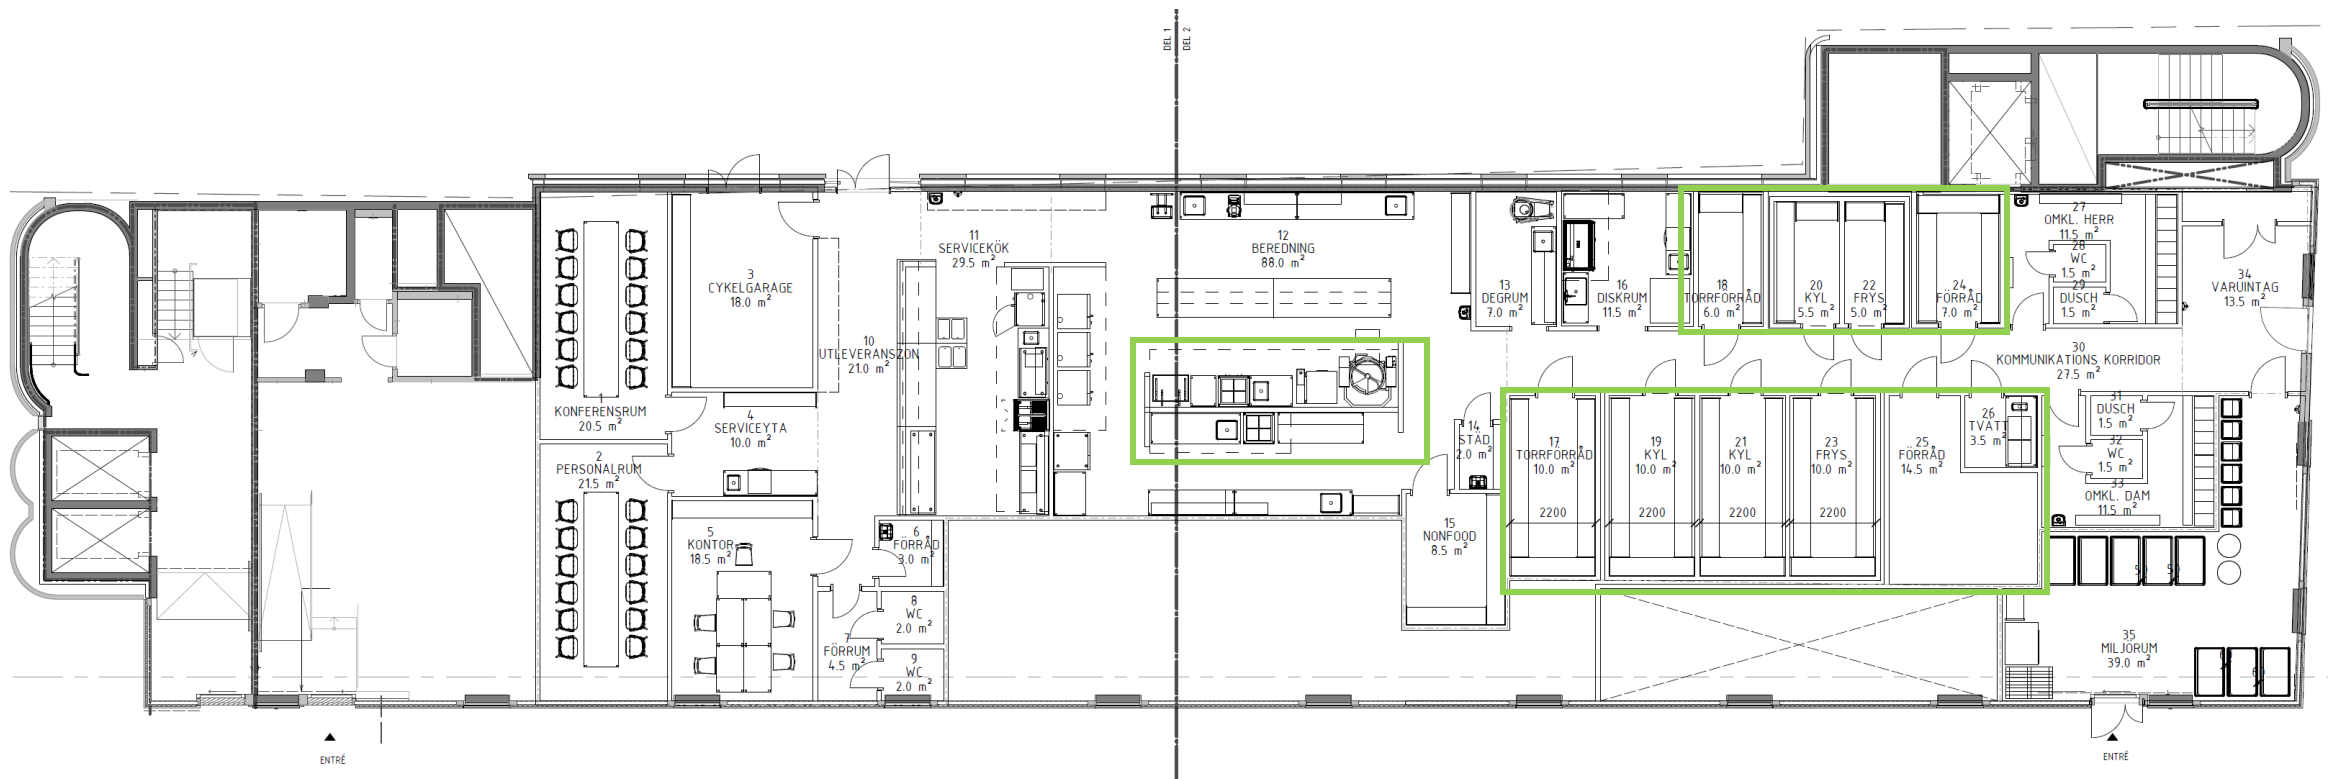 DEL 1
DEL 2
1
KONFERENSRUM
20.5 m²
2
PERSONALRUM
21.5 m²
3
CYKELGARAGE
18.0 m²
4
SERVICEYTA
10.0 m²
5
KONTOR
18.5 m²
6
FÖRRÅD
3.0 m²
7
FÖRRUM
4.5 m²
8
WC
2.0 m²
9
WC
2.0 m²
10
UTLEVERANSZON
21.0 m²
11
SERVICEKÖK
29.5 m²
12
BEREDNING
88.0 m²
13
DEGRUM
7.0 m²
14
STÄD
2.0 m²
15
NONFOOD
8.5 m²
16
DISKRUM
11.5 m²
17
TORRFÖRRÅD
10.0 m²
2200
18
TORRFÖRRÅD
6.0 m²
19
KYL
10.0 m²
2200
20
KYL
5.5 m²
21
KYL
10.0 m²
2200
22
FRYS
5.0 m²
23
FRYS
10.0 m²
2200
24
FÖRRÅD
7.0 m²
25
FÖRRÅD
14.5 m²
26
TVÄTT
3.5 m²
27
OMKL. HERR
11.5 m²
28
WC
1.5 m²
29
DUSCH
1.5 m²
30
KOMMUNIKATIONS KORRIDOR
27.5 m²
31
DUSCH
1.5 m²
32
WC
1.5 m²
33
OMKL. DAM
11.5 m²
34
VARUINTAG
13.5 m²
35
MILJÖRUM
39.0 m²
ENTRÉ
ENTRÉ